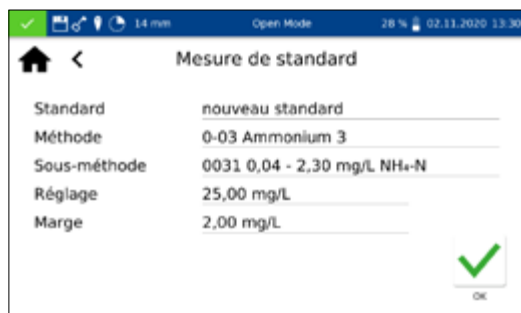 14 mm Open Mode 28 % 02.11.2020 13:30
Mesure de standard
Standard nouveau standard
Méthode 0-03 Ammonium 3
Sous-méthode 0031 0,04 - 2,30 mg/L NH₄-N
Réglage 25,00 mg/L
Marge 2,00 mg/L
OK